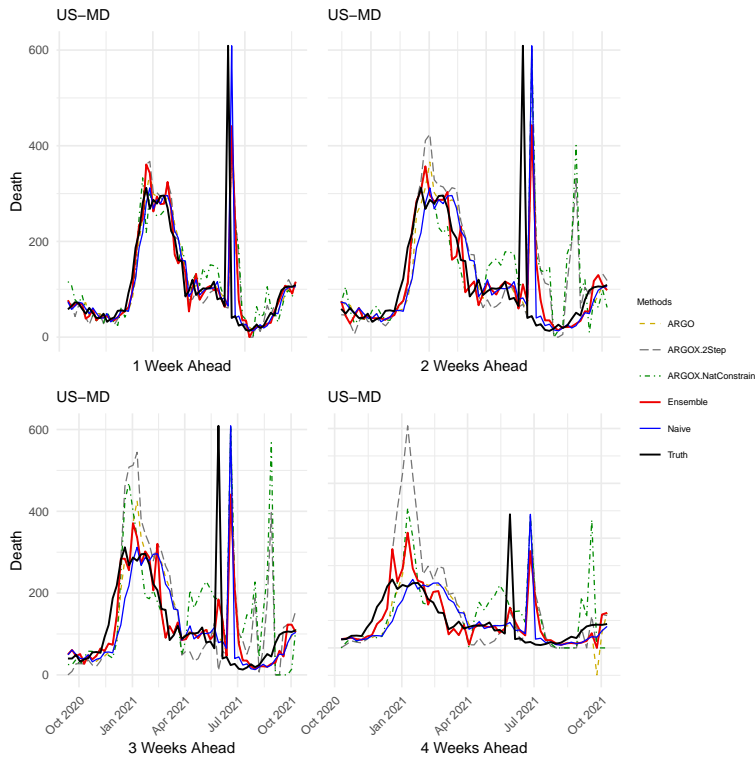 US-MD
US-MD
600
400
200
0
Death
1 Week Ahead
2 Weeks Ahead
Methods
ARGO
ARGOX.2Step
ARGOX.NatConstrain
Ensemble
Naive
Truth
US-MD
US-MD
600
400
200
0
Death
Oct 2020
Jan 2021
Apr 2021
Jul 2021
Oct 2021
Oct 2020
Jan 2021
Apr 2021
Jul 2021
Oct 2021
3 Weeks Ahead
4 Weeks Ahead